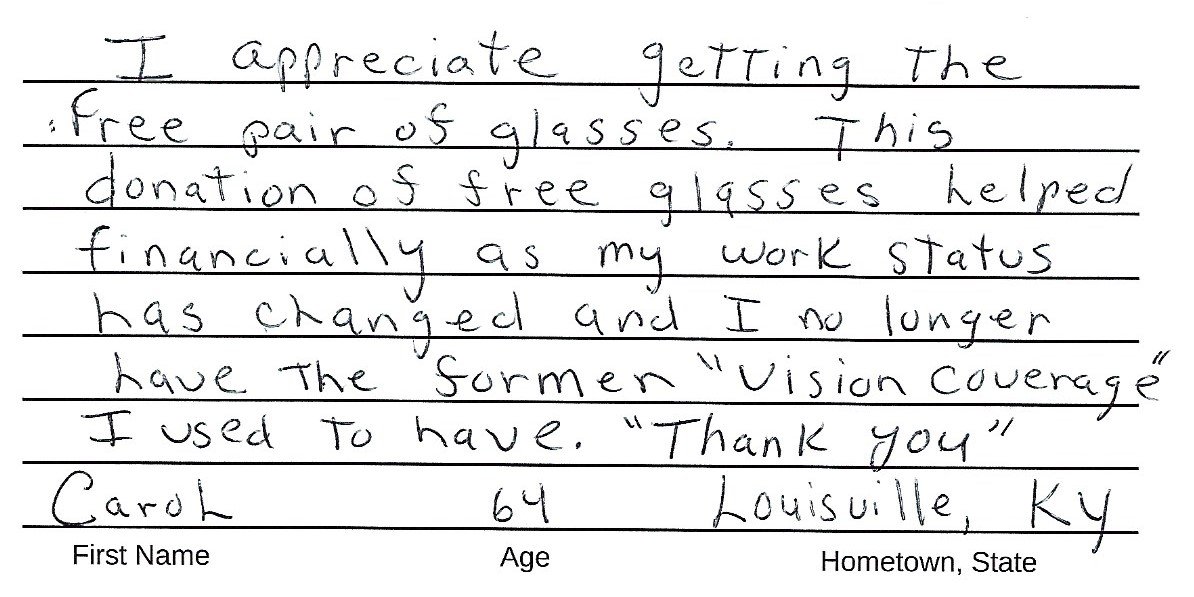 I appreciate getting the
free pair of glasses. This
donation of free glasses helped
financially as my work status
has changed and I no longer
have the former "Vision Coverage"
I used to have. "Thank you"
Carol 64 Louisville, Ky
First Name Age Hometown, State